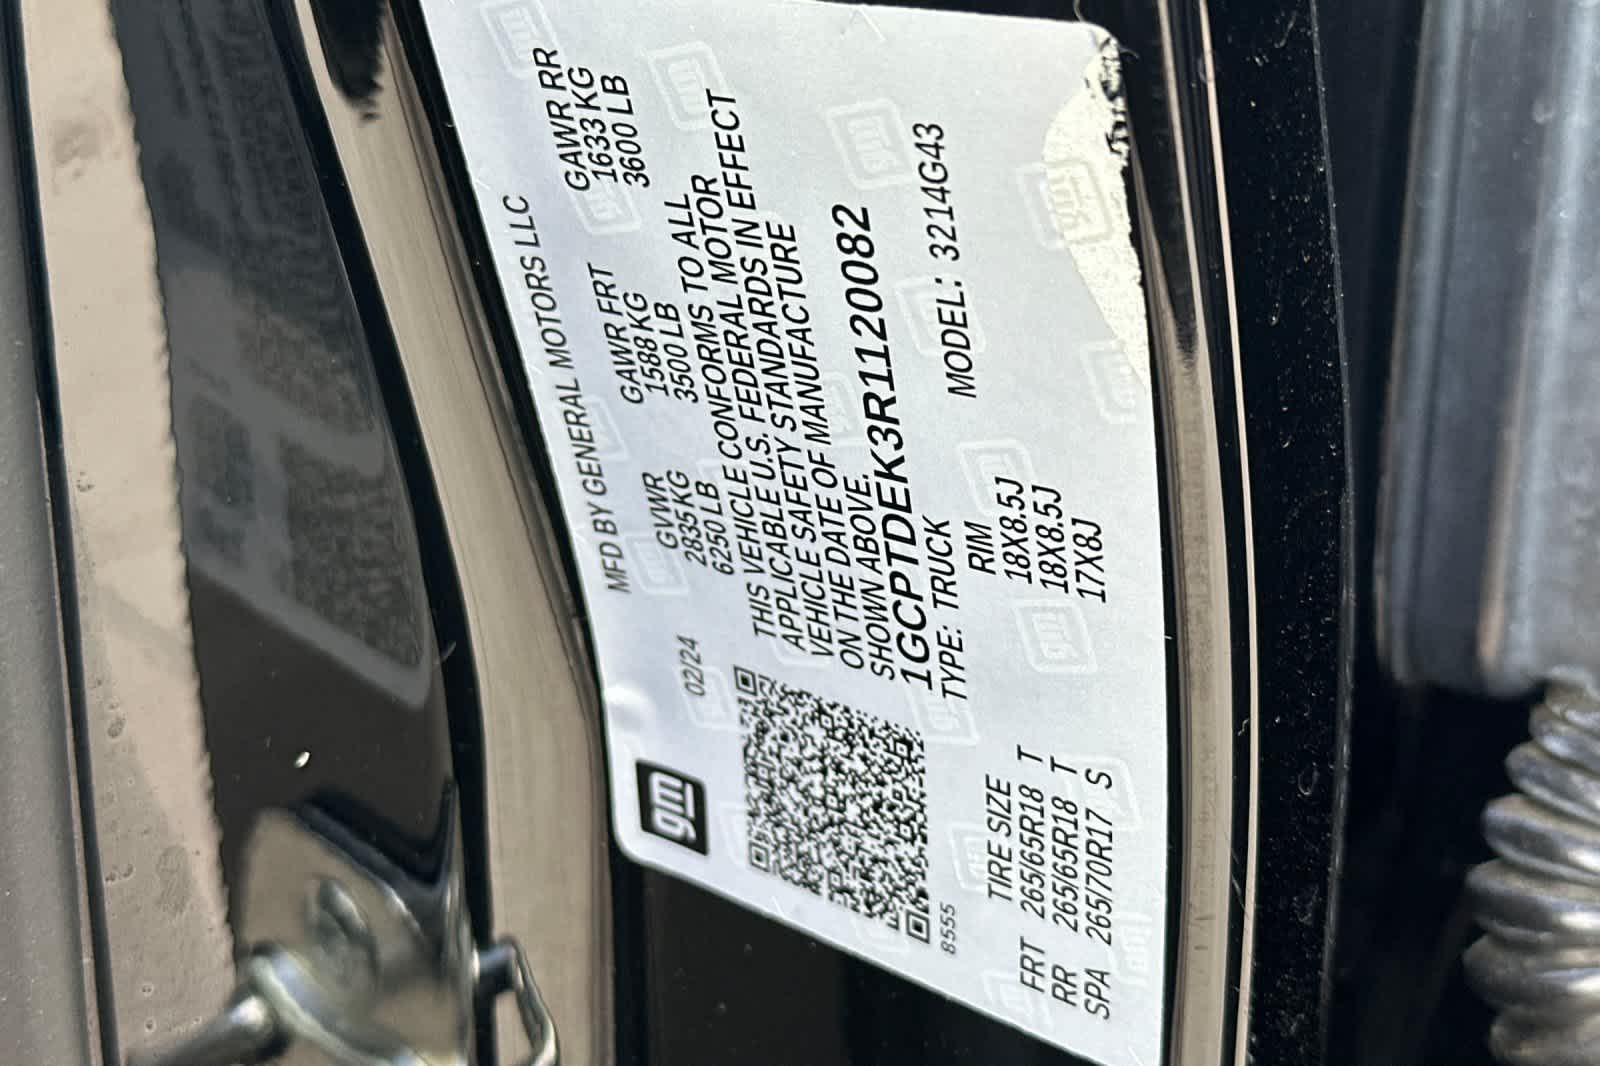 gm
MFD BY GENERAL MOTORS LLC
02/24
GVWR GAWR FRT GAWR RR
2835 KG 1588 KG 1633 KG
6250 LB 3500 LB 3600 LB
THIS VEHICLE CONFORMS TO ALL
APPLICABLE U.S. FEDERAL MOTOR
VEHICLE SAFETY STANDARDS IN EFFECT
ON THE DATE OF MANUFACTURE
SHOWN ABOVE.
1GCPTDEK3R1120082
TYPE: TRUCK MODEL: 3214G43
8555
TIRE SIZE RIM
FRT 265/65R18 T 18X8.5J
RR 265/65R18 T 18X8.5J
SPA 265/70R17 S 17X8J